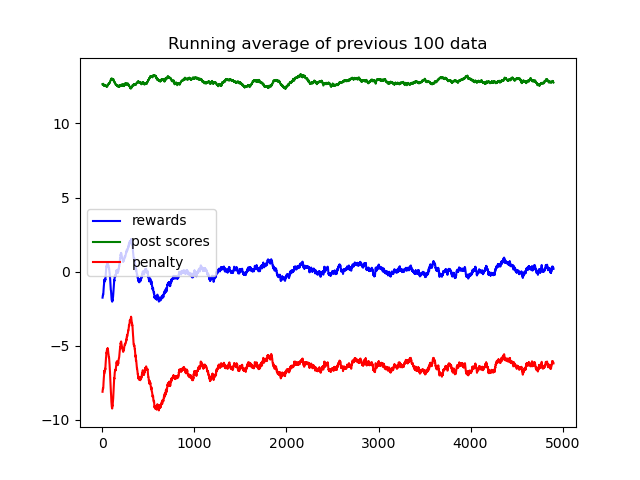 Running average of previous 100 data
10
5
0
−5
−10
rewards
post scores
penalty
0 1000 2000 3000 4000 5000